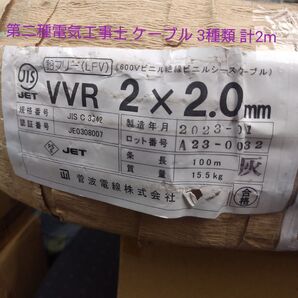 第二種電気工事士 ケーブル 3種類 計2m
鉛フリー(LFV)
(600Vビニル絶縁ビニルシースケーブル)
JIS
JET
VVR 2×2.0mm
規格番号 JIS C 3342
製造年月 2023-01
認証番号 JE0308007
ロット番号 A23-0032
JET
条長 100m
灰
質量 15.5kg
合格
菅波電線株式会社